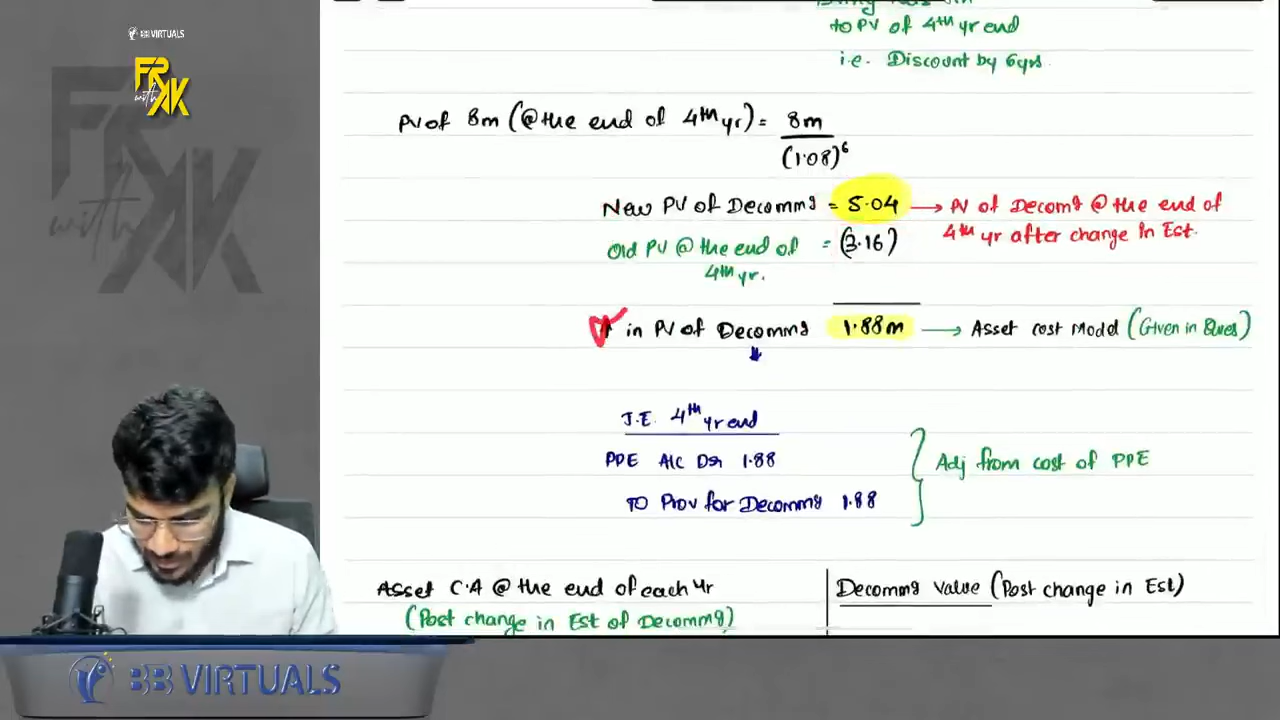 BB VIRTUALS
FR
with
AK
to PV of 4th yr end
i.e. Discount by 6yrs.
PV of 8m (@ the end of 4th yr) = 8m
(1.08)6
New PV of Decommg = 5.04 → PV of Decomg @ the end of
4th yr after change in Est.
Old PV @ the end of = (3.16)
4th yr.
↑ in PV of Decommg 1.88m → Asset cost Model (Given in Ques)
J.E. 4th yr end
PPE A/C Dr 1.88
TO Prov for Decommg 1.88
Adj from cost of PPE
Asset C.A @ the end of each Yr
(Post change in Est of Decommg)
Decommg value (Post change in Est)
BB VIRTUALS